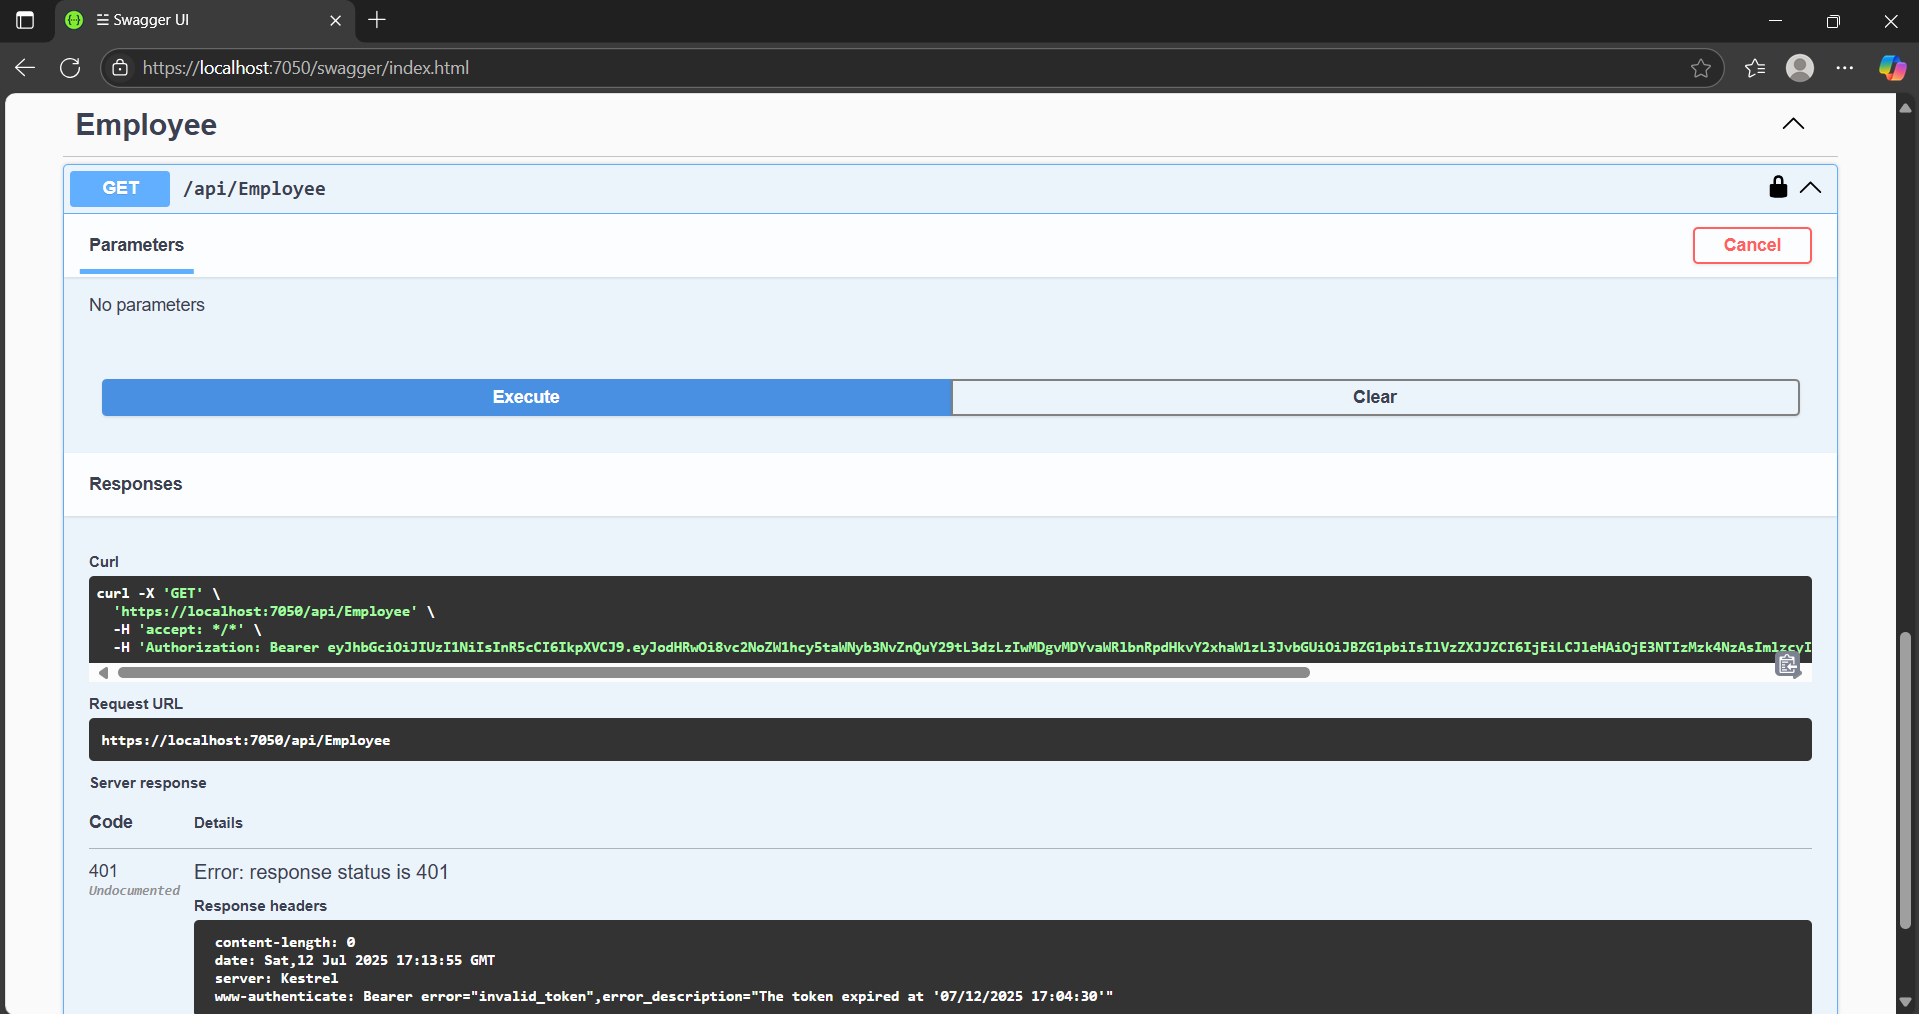 Swagger UI
https://localhost:7050/swagger/index.html
Employee
GET /api/Employee
Parameters
Cancel
No parameters
Execute
Clear
Responses
Curl
curl -X 'GET' \
'https://localhost:7050/api/Employee' \
-H 'accept: */*' \
-H 'Authorization: Bearer eyJhbGciOiJIUzI1NiIsInR5cCI6IkpXVCJ9.eyJodHRwOi8vc2NoZW1hcy5taWNyb3NvZnQuY29tL3dzLzIwMDgvMDYvaWRlbnRpdHkvY2xhaW1zL3JvbGUiOiJBZG1pbiIsIlVzZXJJZCI6IjEiLCJleHAiOjE3NTIzMzk4NzAsImlzcyI
Request URL
https://localhost:7050/api/Employee
Server response
Code
Details
401
Undocumented
Error: response status is 401
Response headers
content-length: 0
date: Sat,12 Jul 2025 17:13:55 GMT
server: Kestrel
www-authenticate: Bearer error="invalid_token",error_description="The token expired at '07/12/2025 17:04:30'"